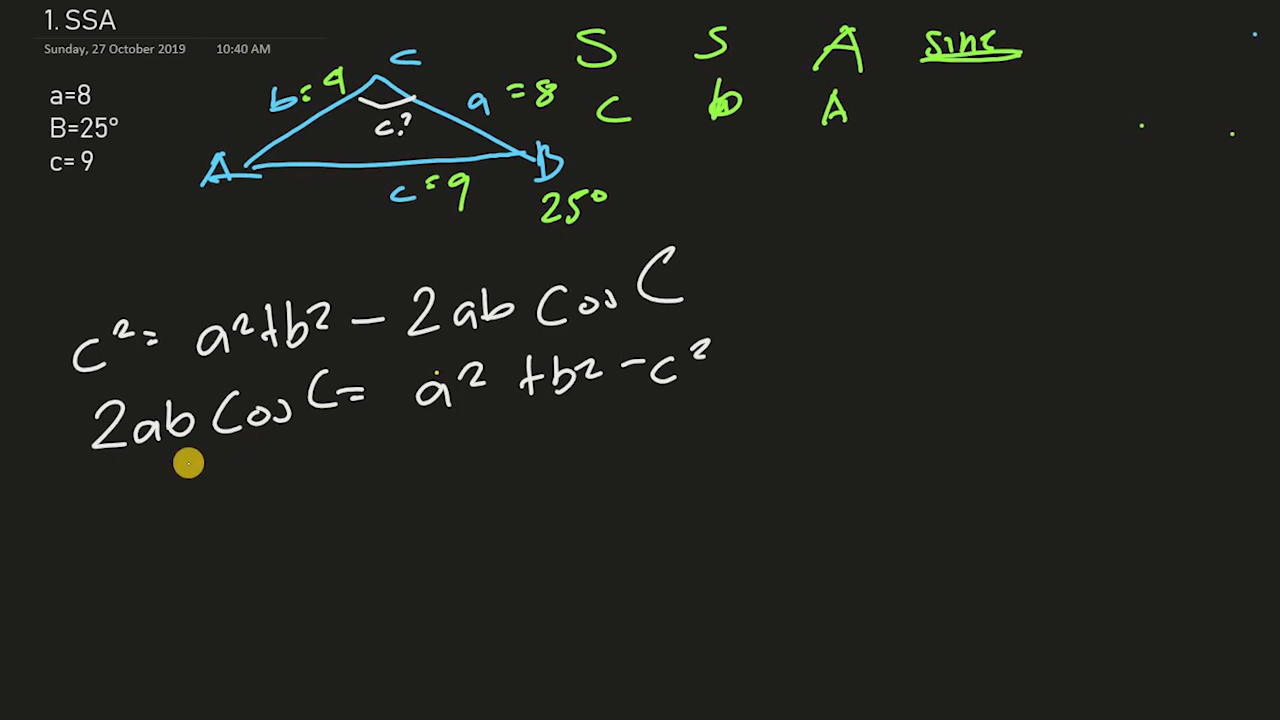 1. SSA
Sunday, 27 October 2019 10:40 AM
a=8
B=25°
c= 9
C
b=9
a =8
c?
A
B
c=9
25°
S S A sine
C b A
c²= a²+b² − 2ab Cos C
2ab Cos C= a² +b² −c²